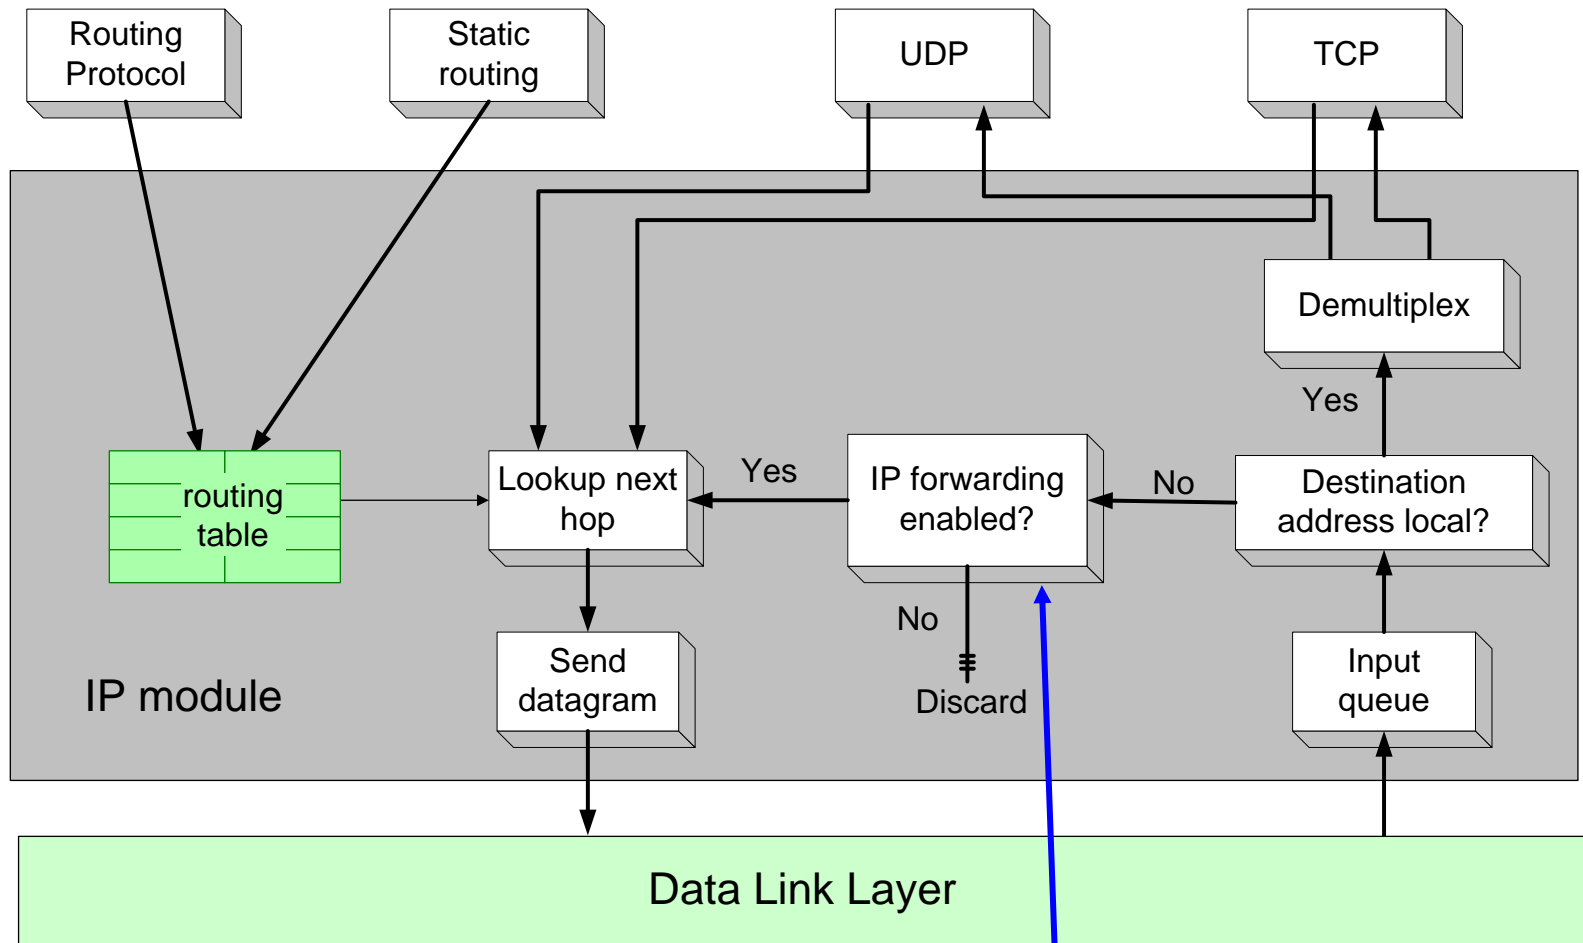 Routing
Protocol
Static
routing
UDP
TCP
Demultiplex
Yes
routing
table
Lookup next
hop
Yes
IP forwarding
enabled?
No
Destination
address local?
No
Discard
Send
datagram
Input
queue
IP module
Data Link Layer